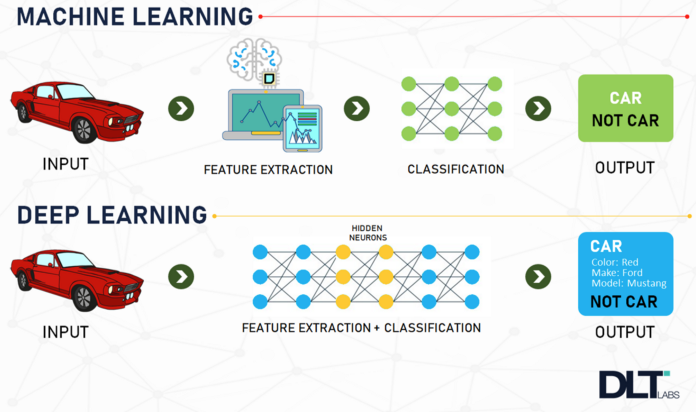 MACHINE LEARNING
INPUT
FEATURE EXTRACTION
CLASSIFICATION
CAR
NOT CAR
OUTPUT
DEEP LEARNING
INPUT
HIDDEN
NEURONS
FEATURE EXTRACTION + CLASSIFICATION
CAR
Color: Red
Make: Ford
Model: Mustang
NOT CAR
OUTPUT
DLT
LABS